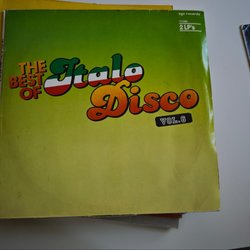 2 LP's
THE
BEST
OF
Italo
Disco
VOL. 6